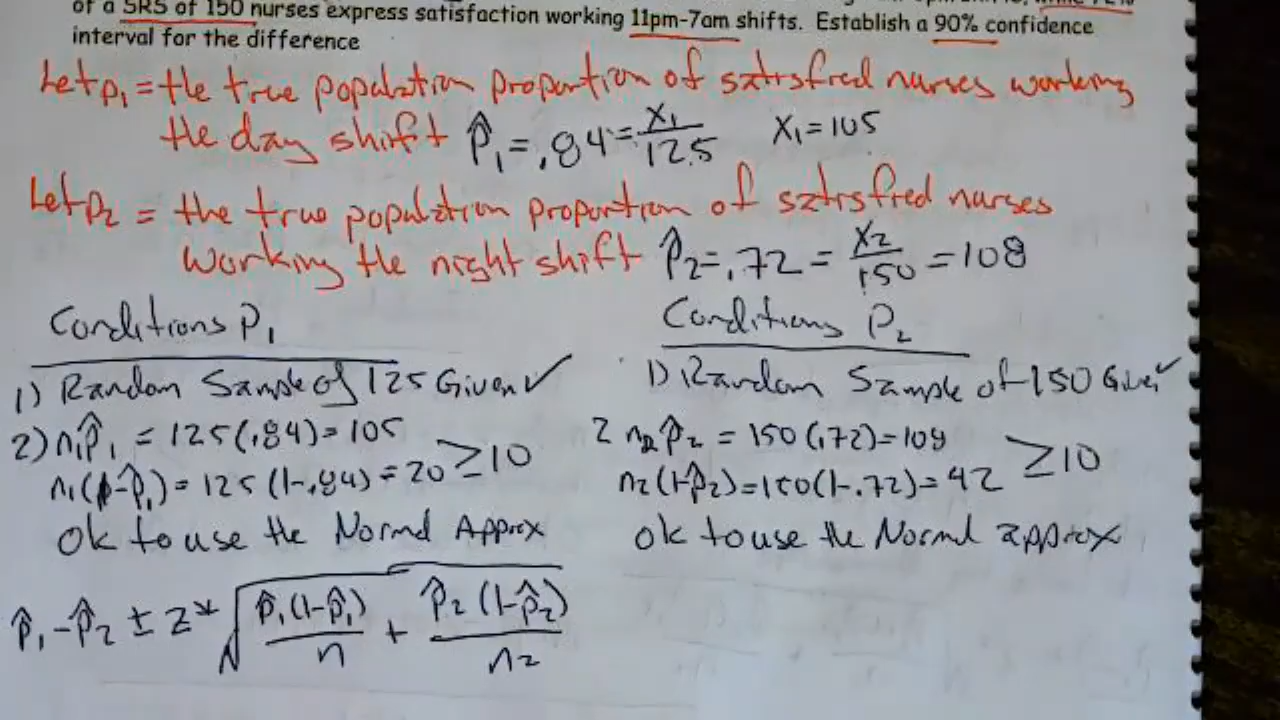 of a SRS of 150 nurses express satisfaction working 11pm-7am shifts. Establish a 90% confidence
interval for the difference
Let p1 = the true population proportion of satisfied nurses working
the day shift p̂1 = .84 = x1/125 x1 = 105
Let p2 = the true population proportion of satisfied nurses
working the night shift p̂2 = .72 = x2/150 = 108
Conditions P1
1) Random Sample of 125 Given ✓
2) n1p̂1 = 125(.84) = 105
n1(1-p̂1) = 125(1-.84) = 20 ≥10
Ok to use the Normal Approx
Conditions P2
1) Random Sample of 150 Given ✓
2 n2p̂2 = 150(.72) = 108
n2(1-p̂2) = 150(1-.72) = 42 ≥10
Ok to use the Normal approx
p̂1-p̂2 ± z* √ p̂1(1-p̂1)/n + p̂2(1-p̂2)/n2